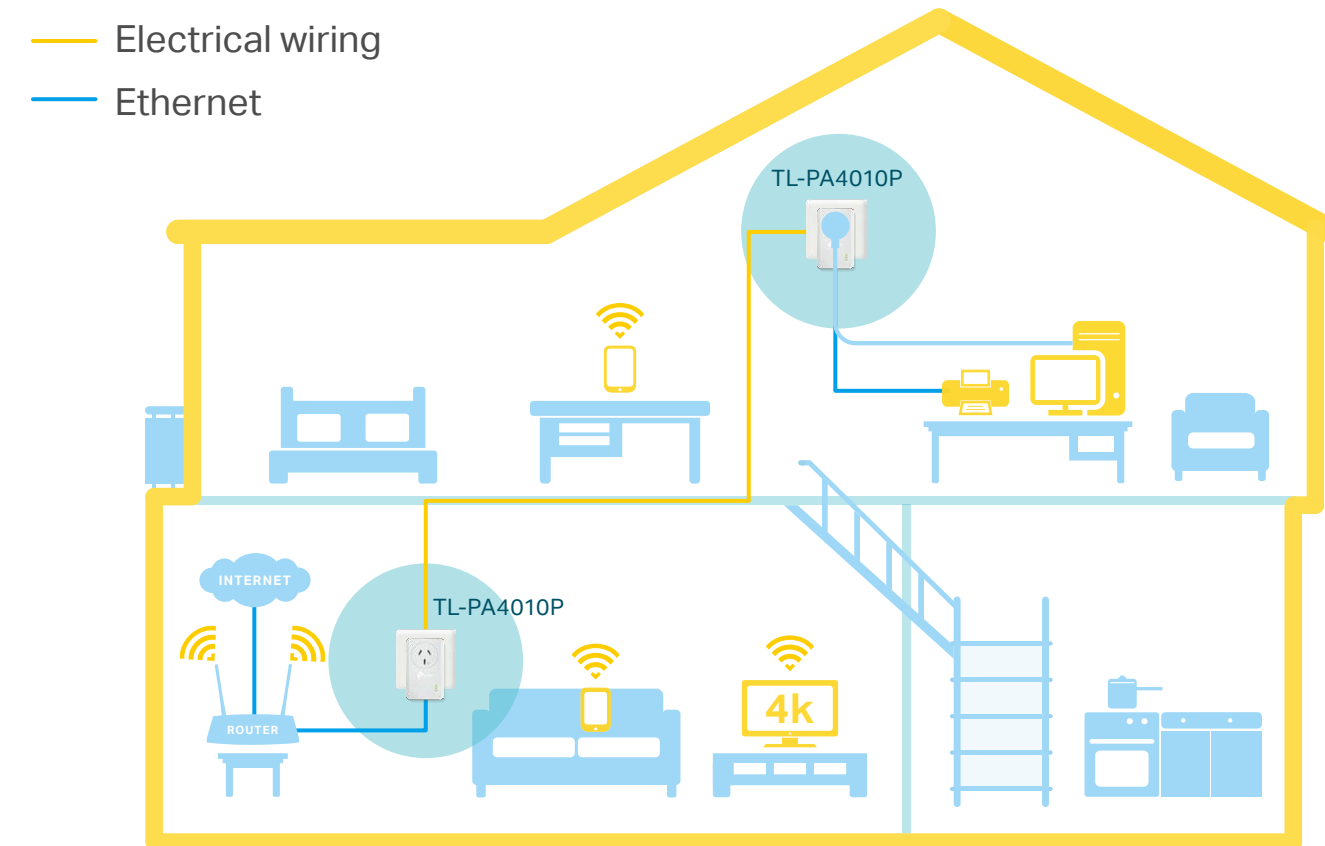 Electrical wiring
Ethernet
TL-PA4010P
INTERNET
TL-PA4010P
4k
ROUTER